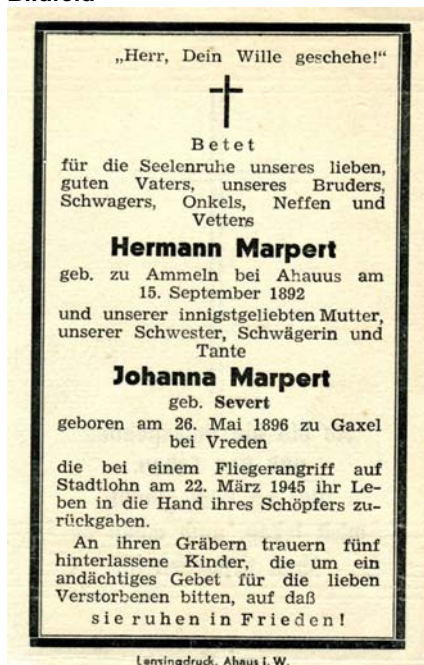 „Herr, Dein Wille geschehe!“
Betet
für die Seelenruhe unseres lieben,
guten Vaters, unseres Bruders,
Schwagers, Onkels, Neffen und
Vetters
Hermann Marpert
geb. zu Ammeln bei Ahauus am
15. September 1892
und unserer innigstgeliebten Mutter,
unserer Schwester, Schwägerin und
Tante
Johanna Marpert
geb. Severt
geboren am 26. Mai 1896 zu Gaxel
bei Vreden
die bei einem Fliegerangriff auf
Stadtlohn am 22. März 1945 ihr Le-
ben in die Hand ihres Schöpfers zu-
rückgaben.
An ihren Gräbern trauern fünf
hinterlassene Kinder, die um ein
andächtiges Gebet für die lieben
Verstorbenen bitten, auf daß
sie ruhen in Frieden!
Lensingdruck, Ahaus i. W.